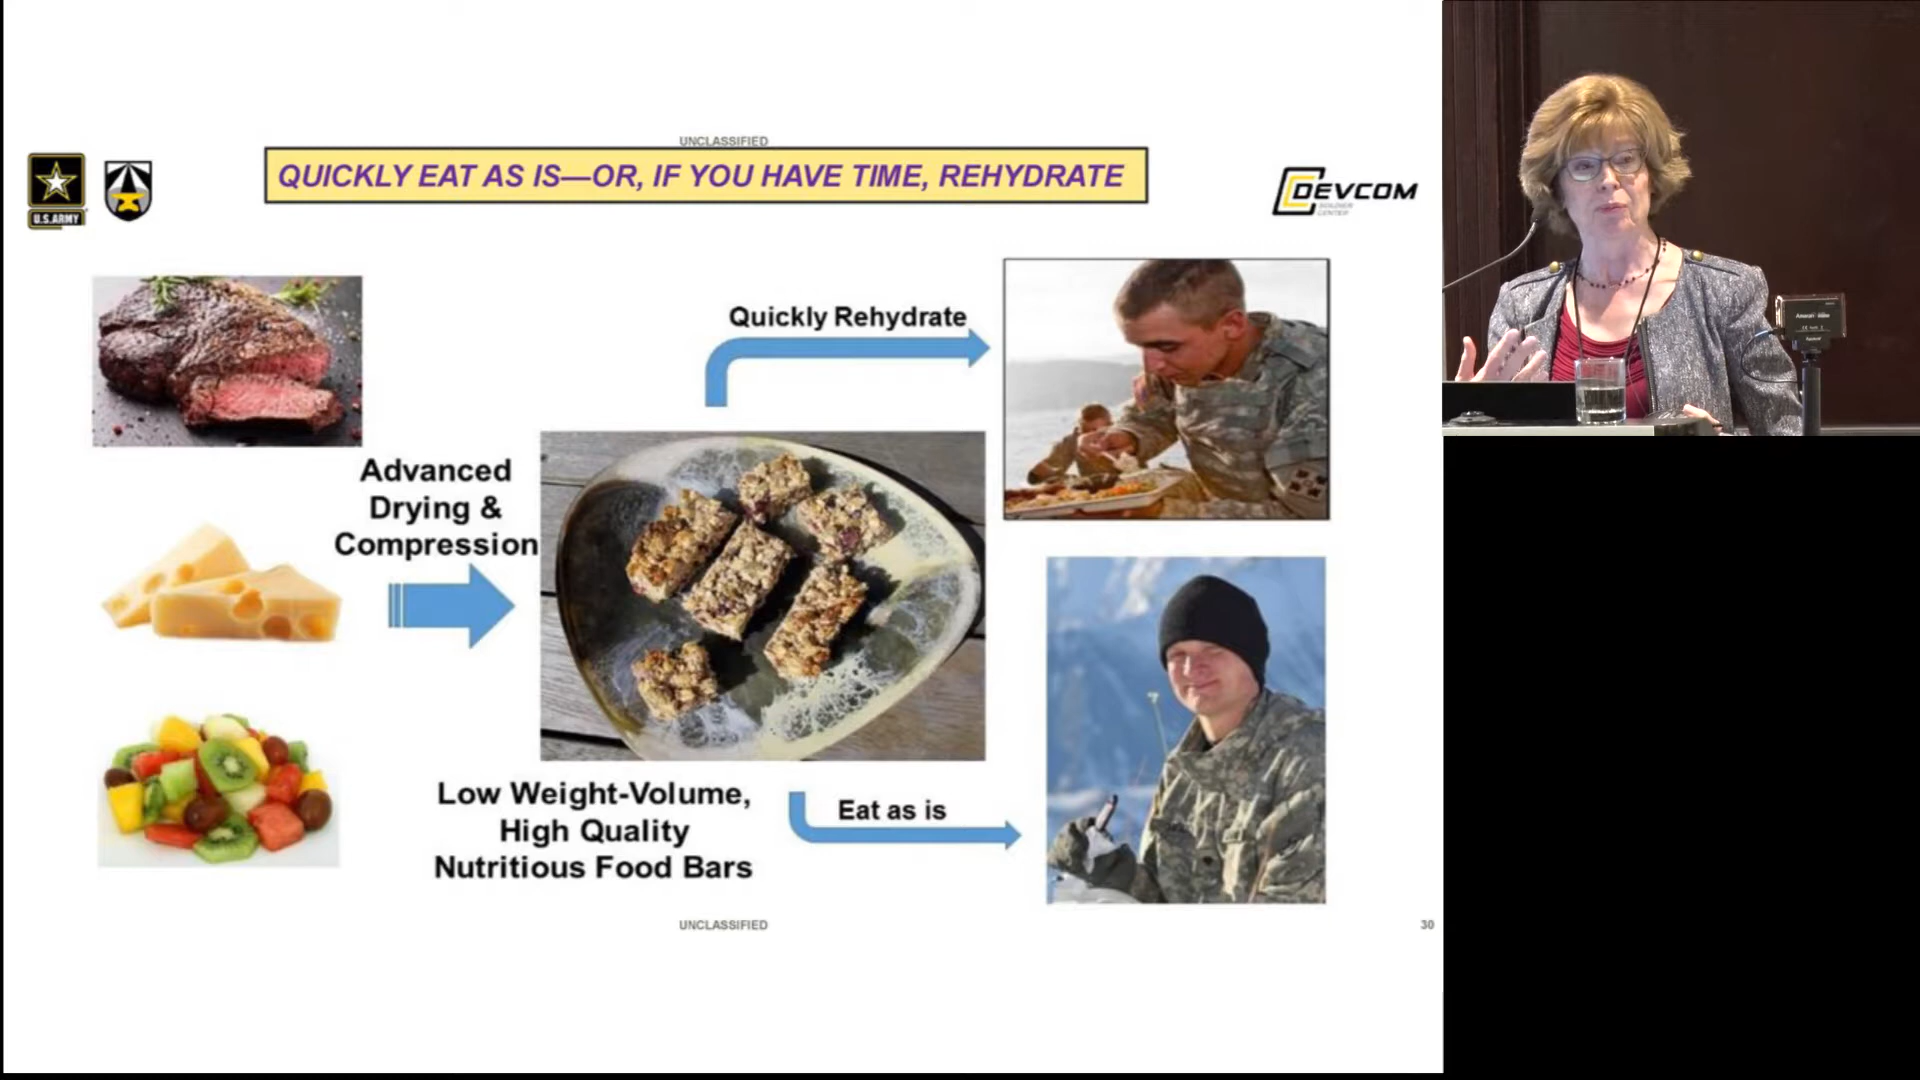 UNCLASSIFIED
QUICKLY EAT AS IS—OR, IF YOU HAVE TIME, REHYDRATE
U.S.ARMY
DEVCOM
SOLDIER
CENTER
Quickly Rehydrate
Advanced
Drying &
Compression
Low Weight-Volume,
High Quality
Nutritious Food Bars
Eat as is
UNCLASSIFIED
30